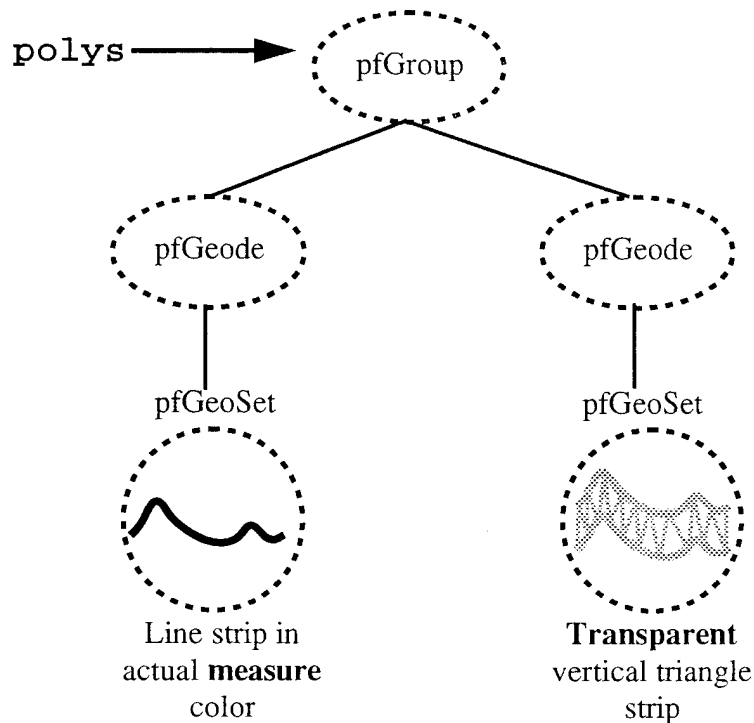 polys
pfGroup
pfGeode
pfGeode
pfGeoSet
pfGeoSet
Line strip in
actual measure
color
Transparent
vertical triangle
strip